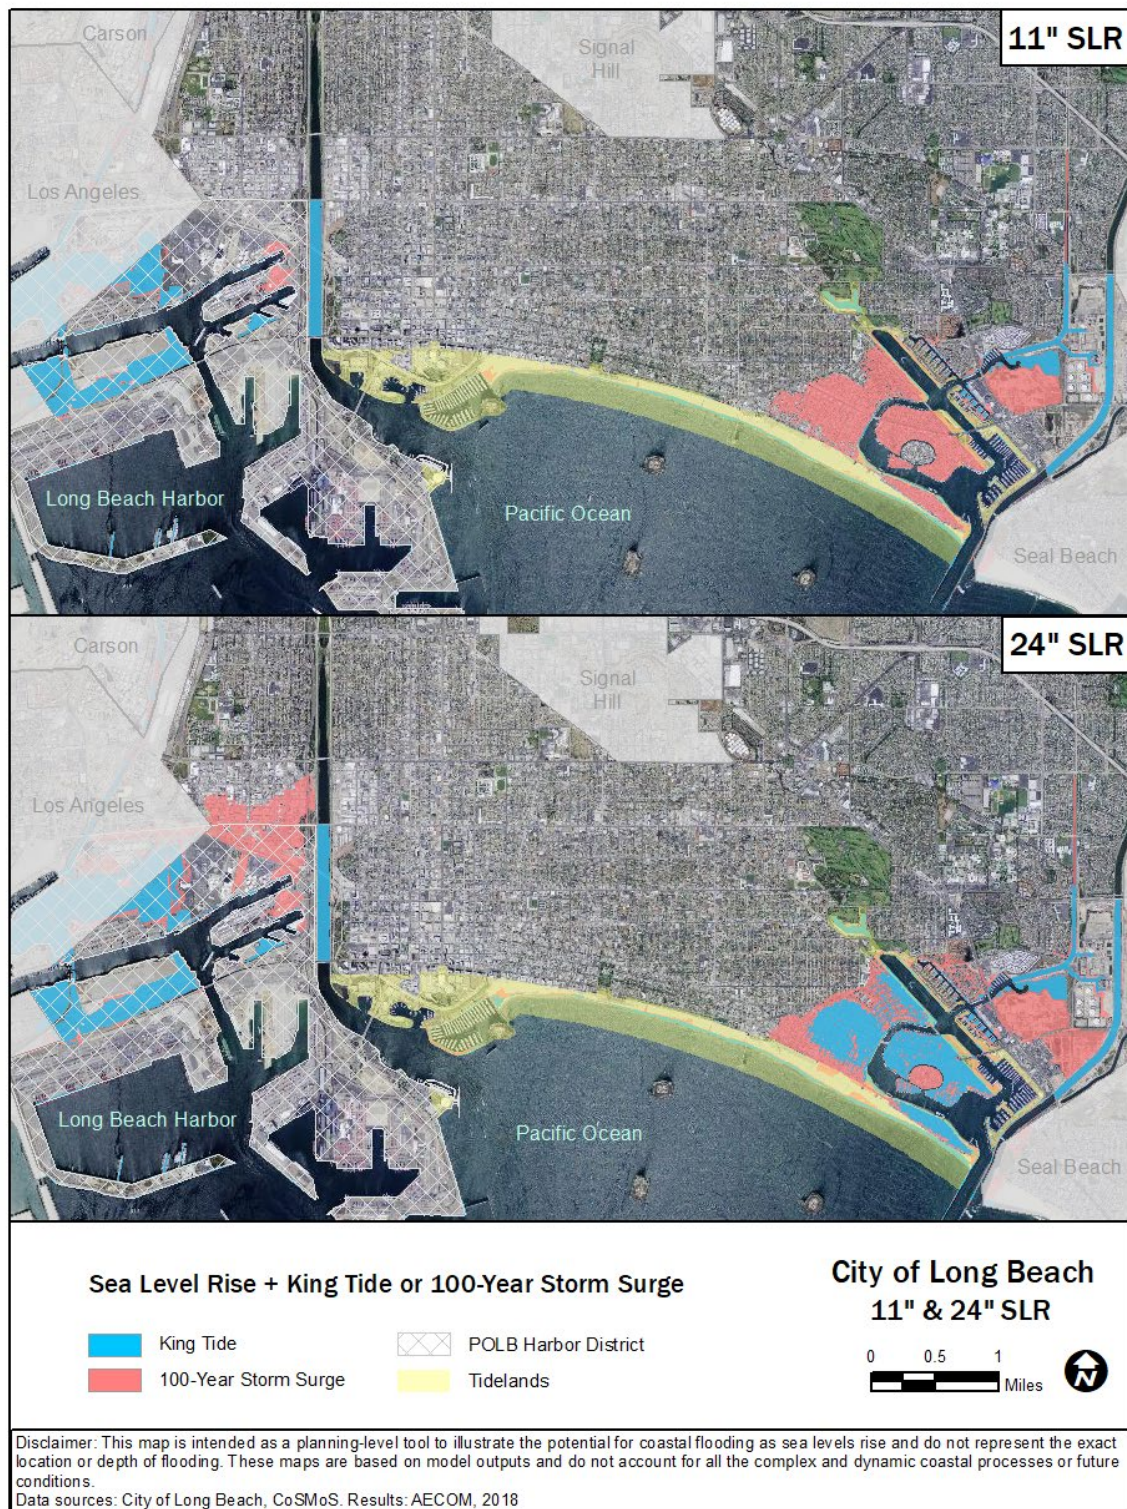 11" SLR
Carson
Signal
Hill
Los Angeles
Long Beach Harbor
Pacific Ocean
Seal Beach
24" SLR
Carson
Signal
Hill
Los Angeles
Long Beach Harbor
Pacific Ocean
Seal Beach
Sea Level Rise + King Tide or 100-Year Storm Surge
King Tide
100-Year Storm Surge
POLB Harbor District
Tidelands
City of Long Beach
11" & 24" SLR
0 0.5 1
Miles
N
Disclaimer: This map is intended as a planning-level tool to illustrate the potential for coastal flooding as sea levels rise and do not represent the exact
location or depth of flooding. These maps are based on model outputs and do not account for all the complex and dynamic coastal processes or future
conditions.
Data sources: City of Long Beach, CoSMoS. Results: AECOM, 2018